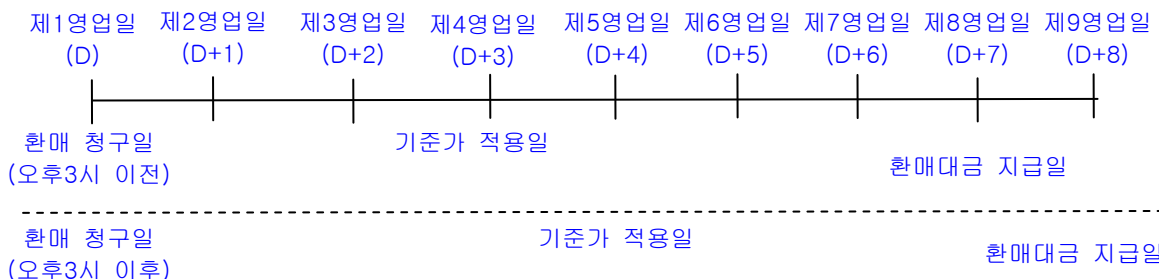 제1영업일 제2영업일 제3영업일 제4영업일 제5영업일 제6영업일 제7영업일 제8영업일 제9영업일
(D) (D+1) (D+2) (D+3) (D+4) (D+5) (D+6) (D+7) (D+8)
환매 청구일 기준가 적용일
(오후3시 이전) 환매대금 지급일
환매 청구일 기준가 적용일
(오후3시 이후) 환매대금 지급일